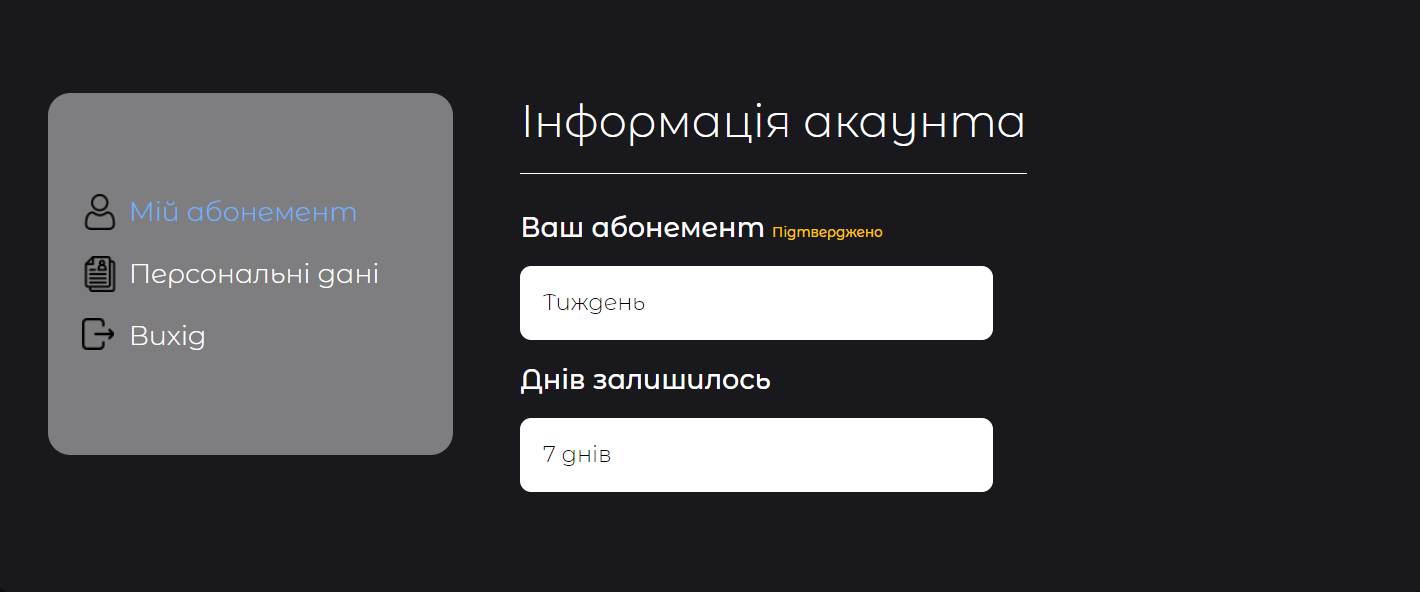 Мій абонемент
Персональні дані
Вихід
Інформація акаунта
Ваш абонемент Підтверджено
Тиждень
Днів залишилось
7 днів